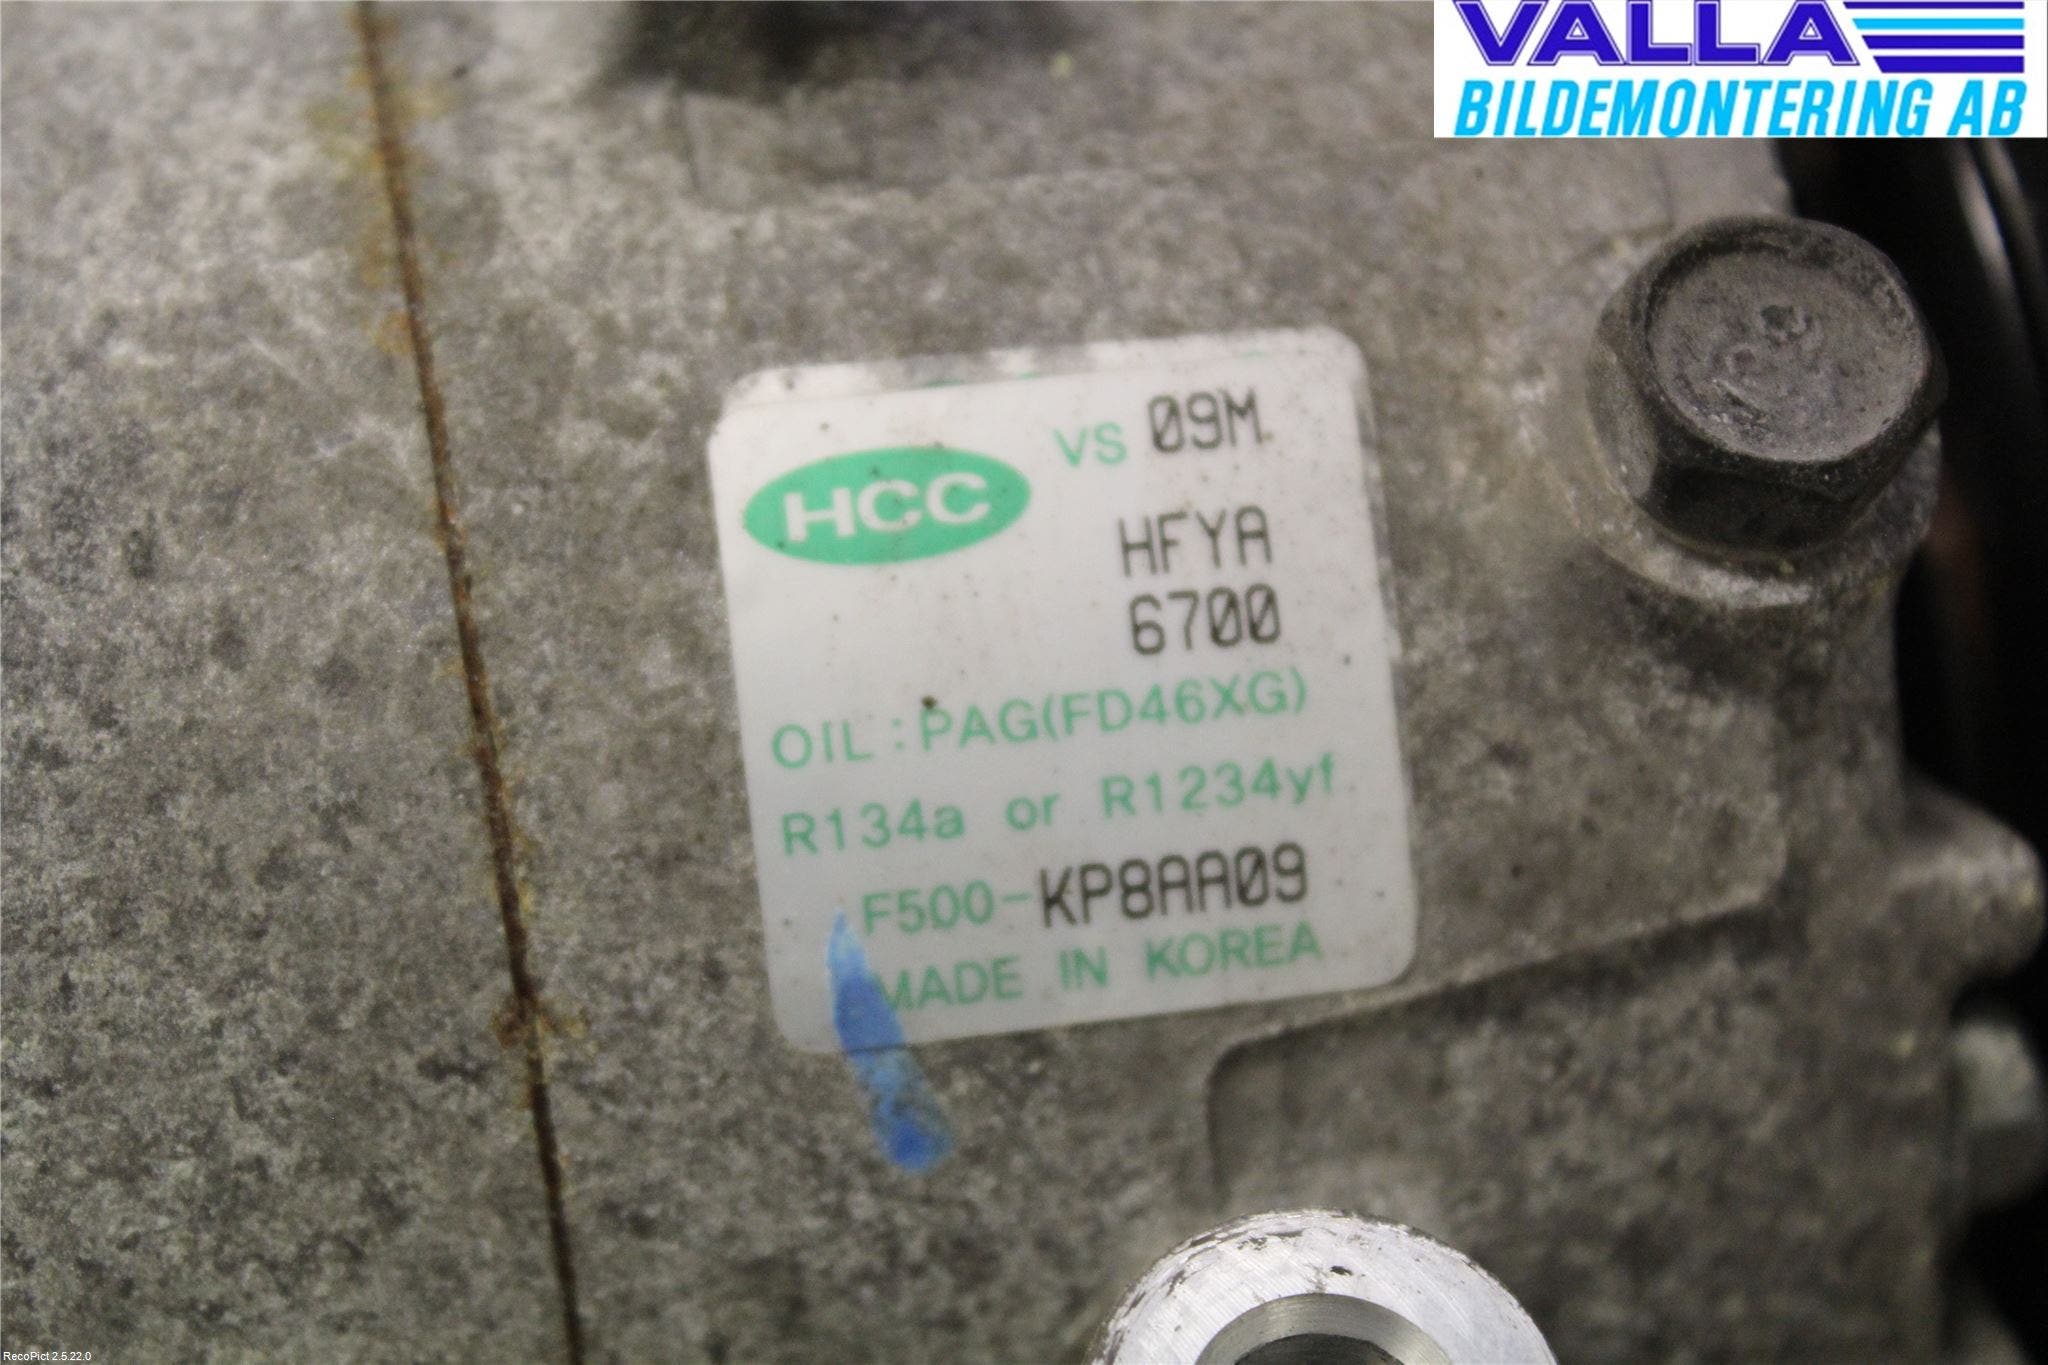 VALLA
BILDEMONTERING AB
HCC VS 09M
HFYA
6700
OIL : PAG(FD46XG)
R134a or R1234yf
F500-KP8AA09
MADE IN KOREA
RecoPict 2.5.22.0